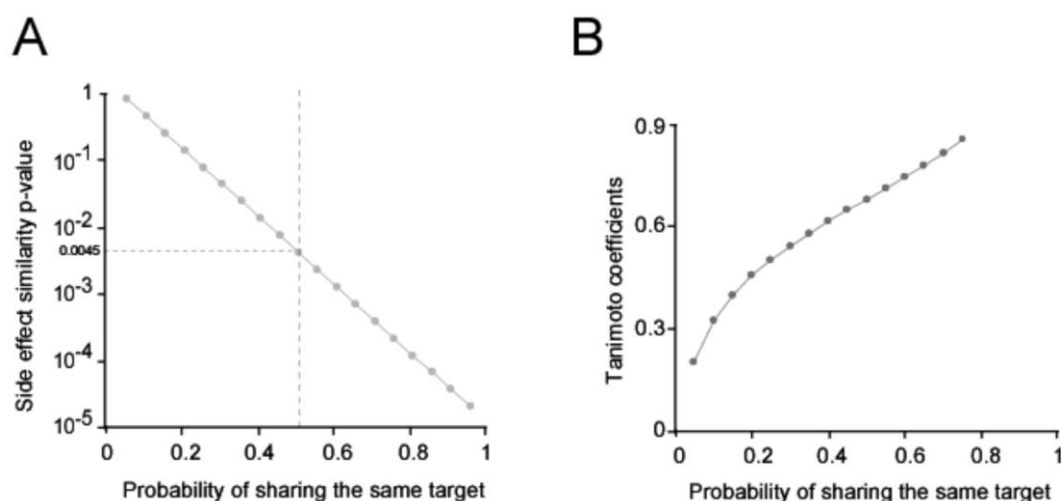 A
Side effect similarity p-value
1
10-1
10-2
0.0045
10-3
10-4
10-5
0 0.2 0.4 0.6 0.8 1
Probability of sharing the same target
B
Tanimoto coefficients
0.9
0.6
0.3
0
0 0.2 0.4 0.6 0.8 1
Probability of sharing the same target